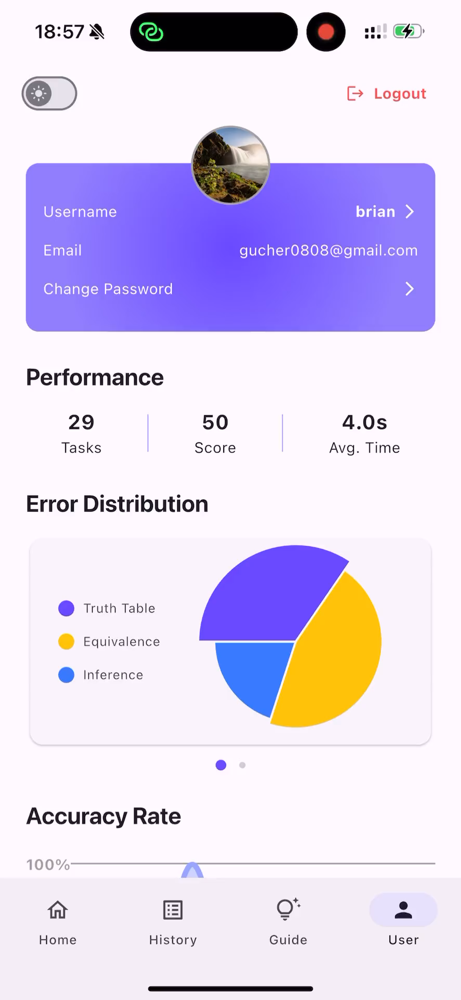 18:57
Logout
Username brian
Email gucher0808@gmail.com
Change Password
Performance
29 50 4.0s
Tasks Score Avg. Time
Error Distribution
Truth Table
Equivalence
Inference
Accuracy Rate
100%
Home History Guide User